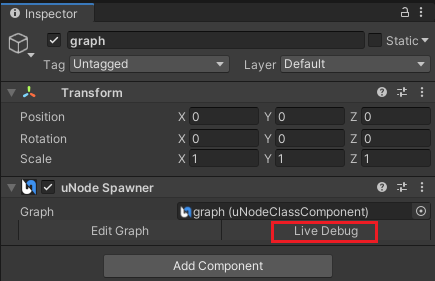 Inspector
graph
Static
Tag Untagged Layer Default
Transform
Position X 0 Y 0 Z 0
Rotation X 0 Y 0 Z 0
Scale X 1 Y 1 Z 1
uNode Spawner
Graph graph (uNodeClassComponent)
Edit Graph Live Debug
Add Component